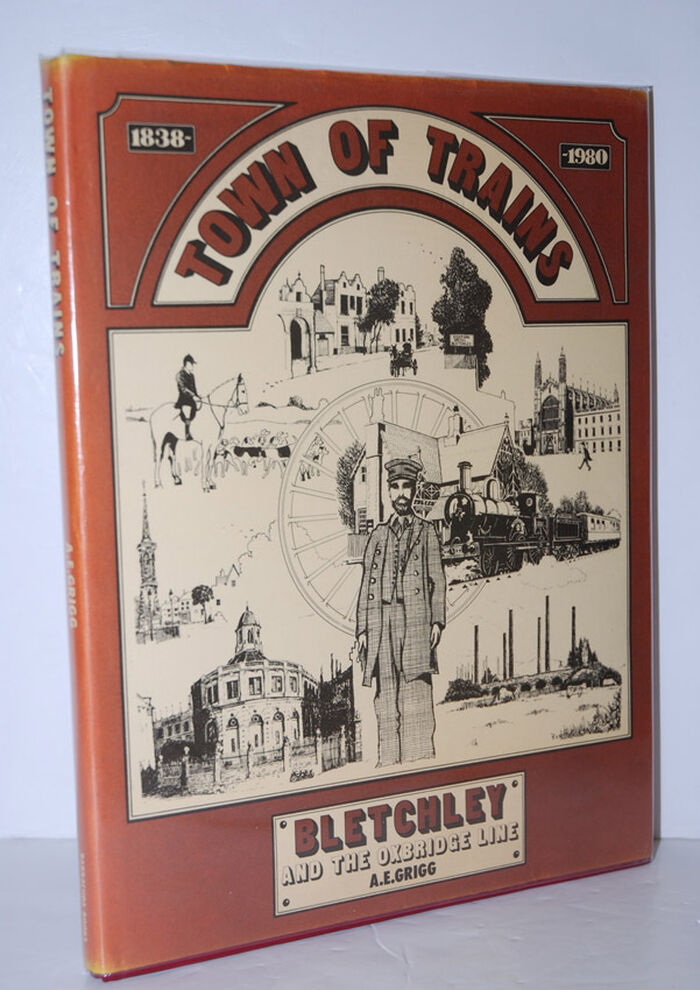 1838-
-1980
TOWN OF TRAINS
BLETCHLEY
AND THE OXBRIDGE LINE
A.E.GRIGG
TOWN OF TRAINS
A.E.GRIGG